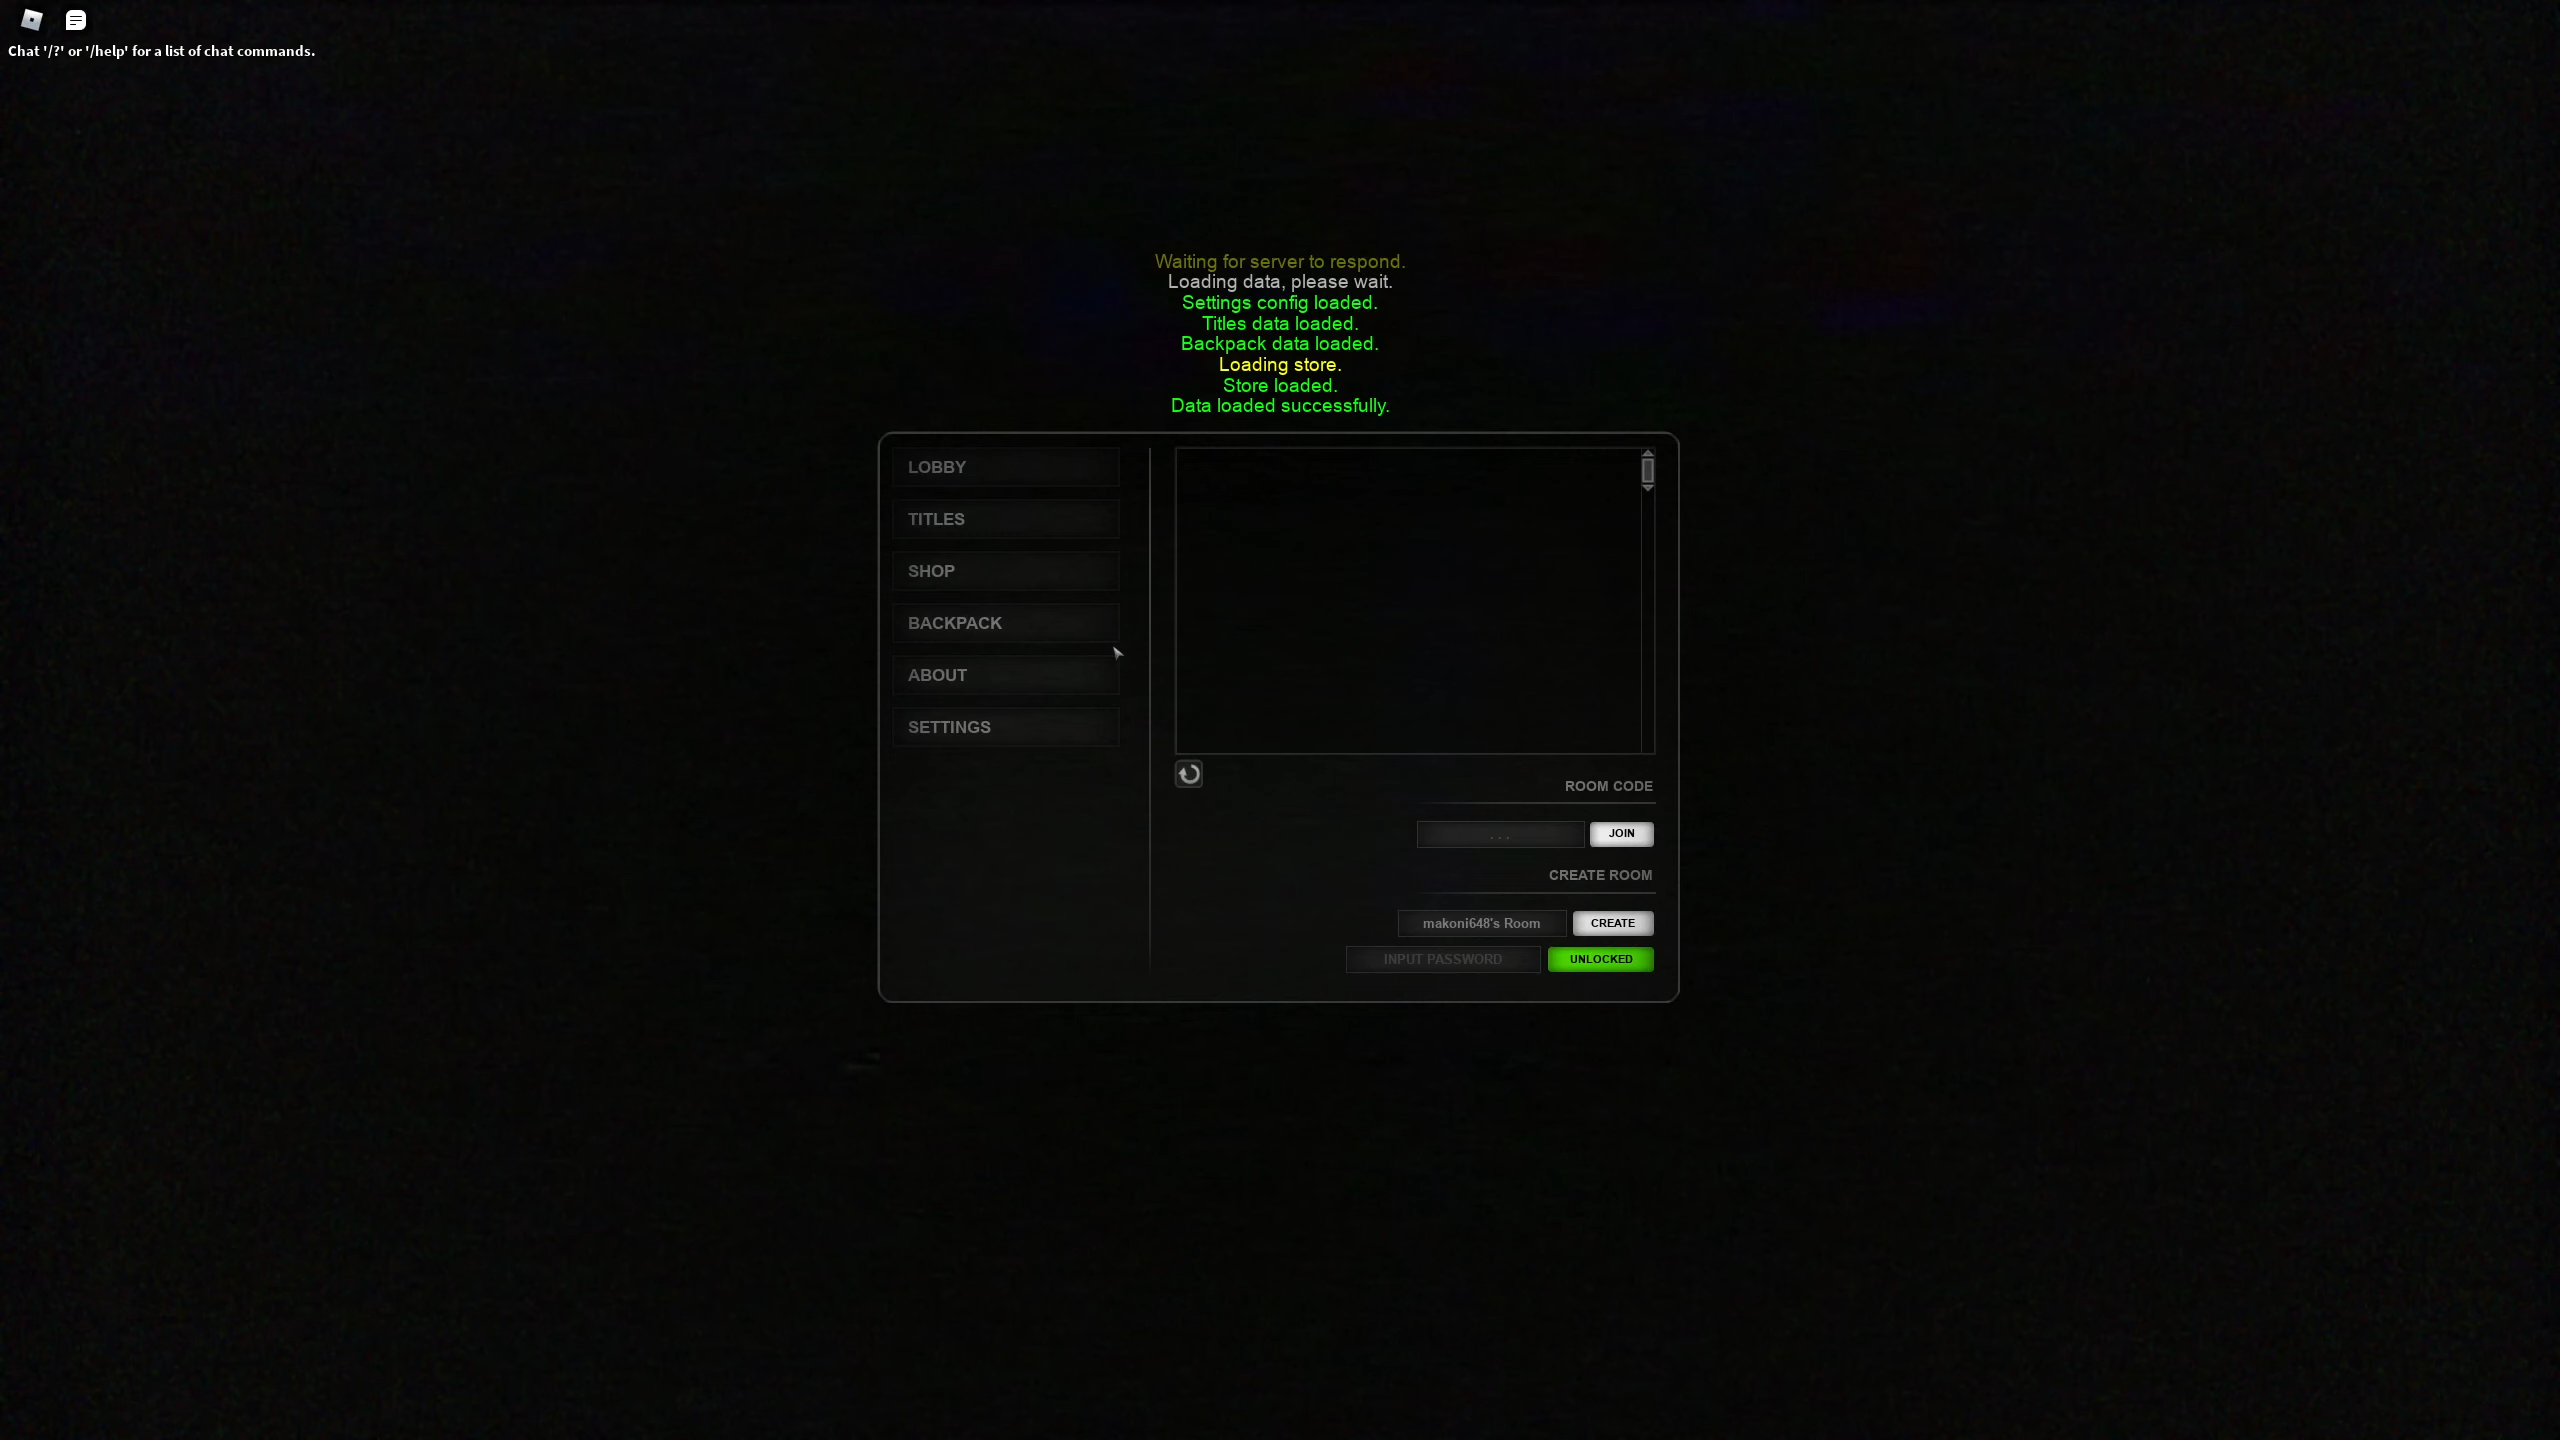 Chat '/?' or '/help' for a list of chat commands.
Waiting for server to respond.
Loading data, please wait.
Settings config loaded.
Titles data loaded.
Backpack data loaded.
Loading store.
Store loaded.
Data loaded successfully.
LOBBY
TITLES
SHOP
BACKPACK
ABOUT
SETTINGS
ROOM CODE
. . .
JOIN
CREATE ROOM
makoni648's Room
CREATE
INPUT PASSWORD
UNLOCKED